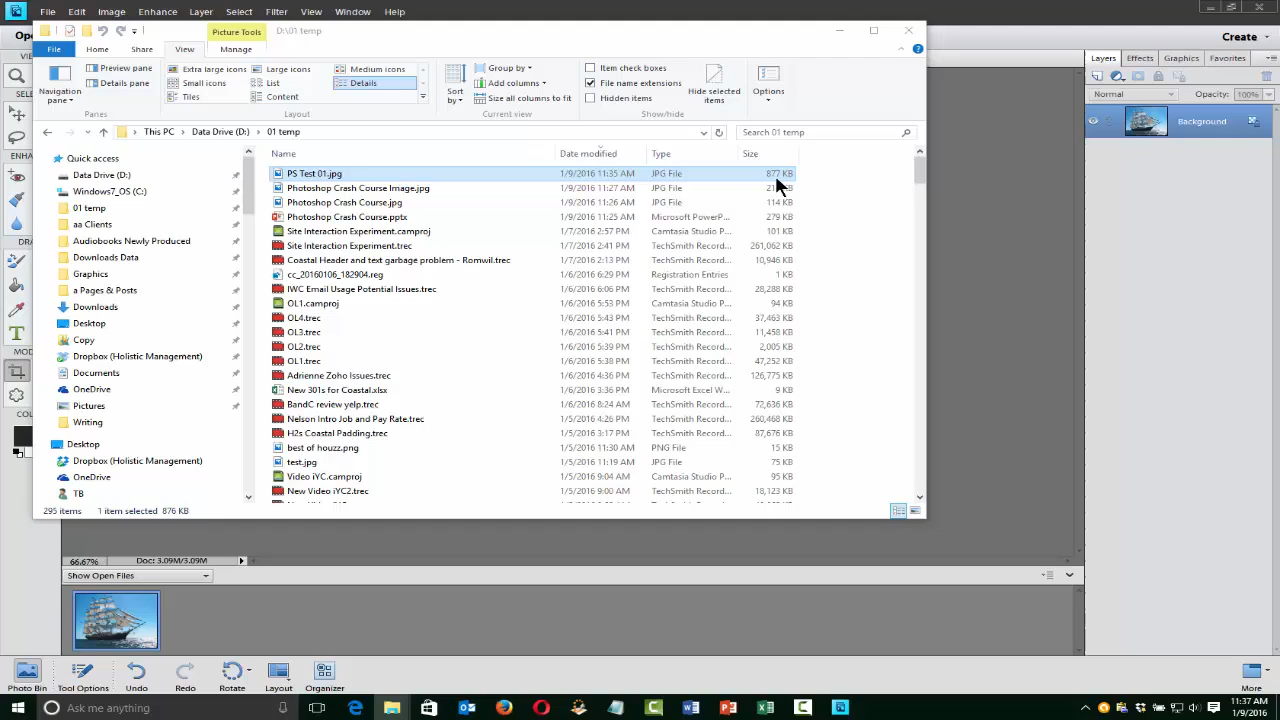 File Edit Image Enhance Layer Select Filter View Window Help
Create
Picture Tools
D:\01 temp
File Home Share View Manage
Preview pane
Details pane
Navigation pane
Panes
Extra large icons Large icons Medium icons
Small icons List Details
Tiles Content
Layout
Sort by
Group by
Add columns
Size all columns to fit
Current view
Item check boxes
File name extensions
Hidden items
Hide selected items
Show/hide
Options
This PC Data Drive (D:) 01 temp
Search 01 temp
Name Date modified Type Size
PS Test 01.jpg 1/9/2016 11:35 AM JPG File 877 KB
Photoshop Crash Course Image.jpg 1/9/2016 11:27 AM JPG File KB
Photoshop Crash Course.jpg 1/9/2016 11:26 AM JPG File 114 KB
Photoshop Crash Course.pptx 1/9/2016 11:25 AM Microsoft PowerP... 279 KB
Site Interaction Experiment.camproj 1/7/2016 2:57 PM Camtasia Studio P... 101 KB
Site Interaction Experiment.trec 1/7/2016 2:41 PM TechSmith Record... 261,062 KB
Coastal Header and text garbage problem - Romwil.trec 1/7/2016 2:13 PM TechSmith Record... 10,946 KB
cc_20160106_182904.reg 1/6/2016 6:29 PM Registration Entries 1 KB
IWC Email Usage Potential Issues.trec 1/6/2016 6:06 PM TechSmith Record... 28,288 KB
OL1.camproj 1/6/2016 5:53 PM Camtasia Studio P... 94 KB
OL4.trec 1/6/2016 5:43 PM TechSmith Record... 37,463 KB
OL3.trec 1/6/2016 5:41 PM TechSmith Record... 11,458 KB
OL2.trec 1/6/2016 5:39 PM TechSmith Record... 2,005 KB
OL1.trec 1/6/2016 5:38 PM TechSmith Record... 47,252 KB
Adrienne Zoho Issues.trec 1/6/2016 4:36 PM TechSmith Record... 126,775 KB
New 301s for Coastal.xlsx 1/6/2016 3:36 PM Microsoft Excel W... 9 KB
BandC review yelp.trec 1/6/2016 8:24 AM TechSmith Record... 72,636 KB
Nelson Intro Job and Pay Rate.trec 1/5/2016 4:26 PM TechSmith Record... 260,468 KB
H2s Coastal Padding.trec 1/5/2016 3:17 PM TechSmith Record... 87,676 KB
best of houzz.png 1/5/2016 11:30 AM PNG File 15 KB
test.jpg 1/5/2016 11:19 AM JPG File 75 KB
Video iYC.camproj 1/5/2016 9:04 AM Camtasia Studio P... 95 KB
New Video iYC2.trec 1/5/2016 9:00 AM TechSmith Record... 18,123 KB
Quick access
Data Drive (D:)
Windows7_OS (C:)
01 temp
aa Clients
Audiobooks Newly Produced
Downloads Data
Graphics
a Pages & Posts
Downloads
Desktop
Copy
Dropbox (Holistic Management)
Documents
OneDrive
Pictures
Writing
Desktop
Dropbox (Holistic Management)
OneDrive
TB
295 items 1 item selected 876 KB
Layers Effects Graphics Favorites
Normal Opacity: 100%
Background
66.67% Doc: 3.09M/3.09M
Show Open Files
Photo Bin Tool Options Undo Redo Rotate Layout Organizer More
Ask me anything
11:37 AM
1/9/2016